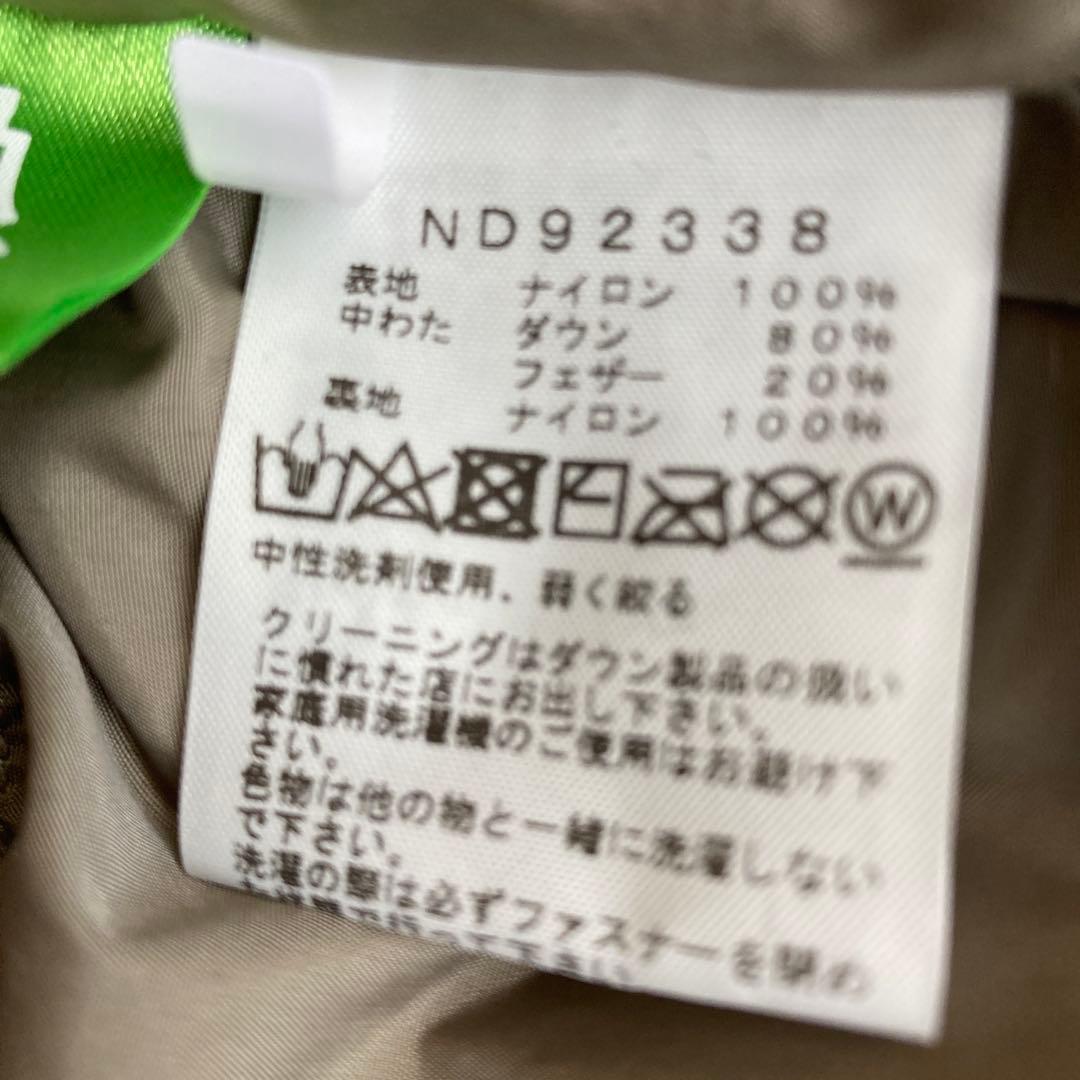 ND92338
表地 ナイロン 100%
中わた ダウン 80%
フェザー 20%
裏地 ナイロン 100%
W
中性洗剤使用、弱く絞る
クリーニングはダウン製品の扱い
に慣れた店にお出し下さい。
家庭用洗濯機のご使用はお避け下
さい。
色物は他の物と一緒に洗濯しない
で下さい。
洗濯の際は必ずファスナーを閉め